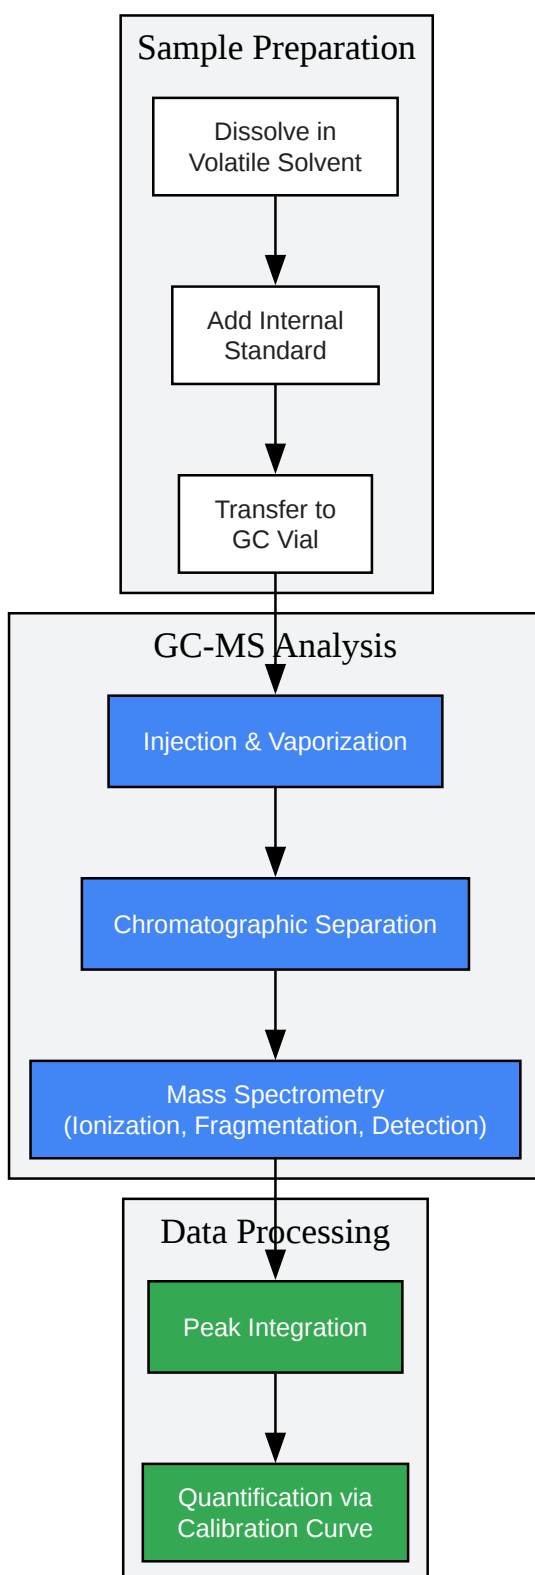 Sample Preparation
Dissolve in
Volatile Solvent
Add Internal
Standard
Transfer to
GC Vial
GC-MS Analysis
Injection & Vaporization
Chromatographic Separation
Mass Spectrometry
(Ionization, Fragmentation, Detection)
Data Processing
Peak Integration
Quantification via
Calibration Curve